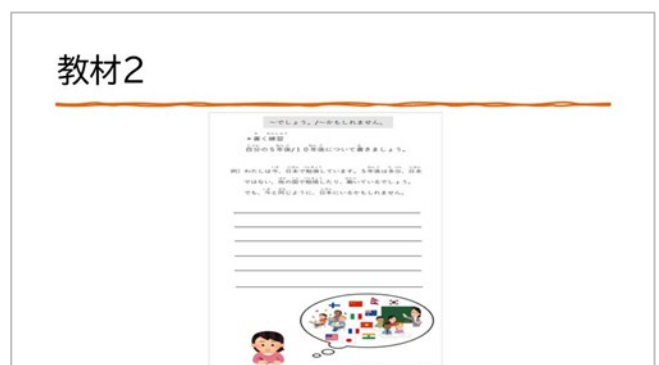 教材2
～でしょう。/～かもしれません。
＊書く練習
自分の5年後/10年後について書きましょう。
例）わたしは今、日本で勉強しています。5年後は多分、日本
ではない、他の国で勉強したり、働いているでしょう。
でも、今と同じように、日本にいるかもしれません。